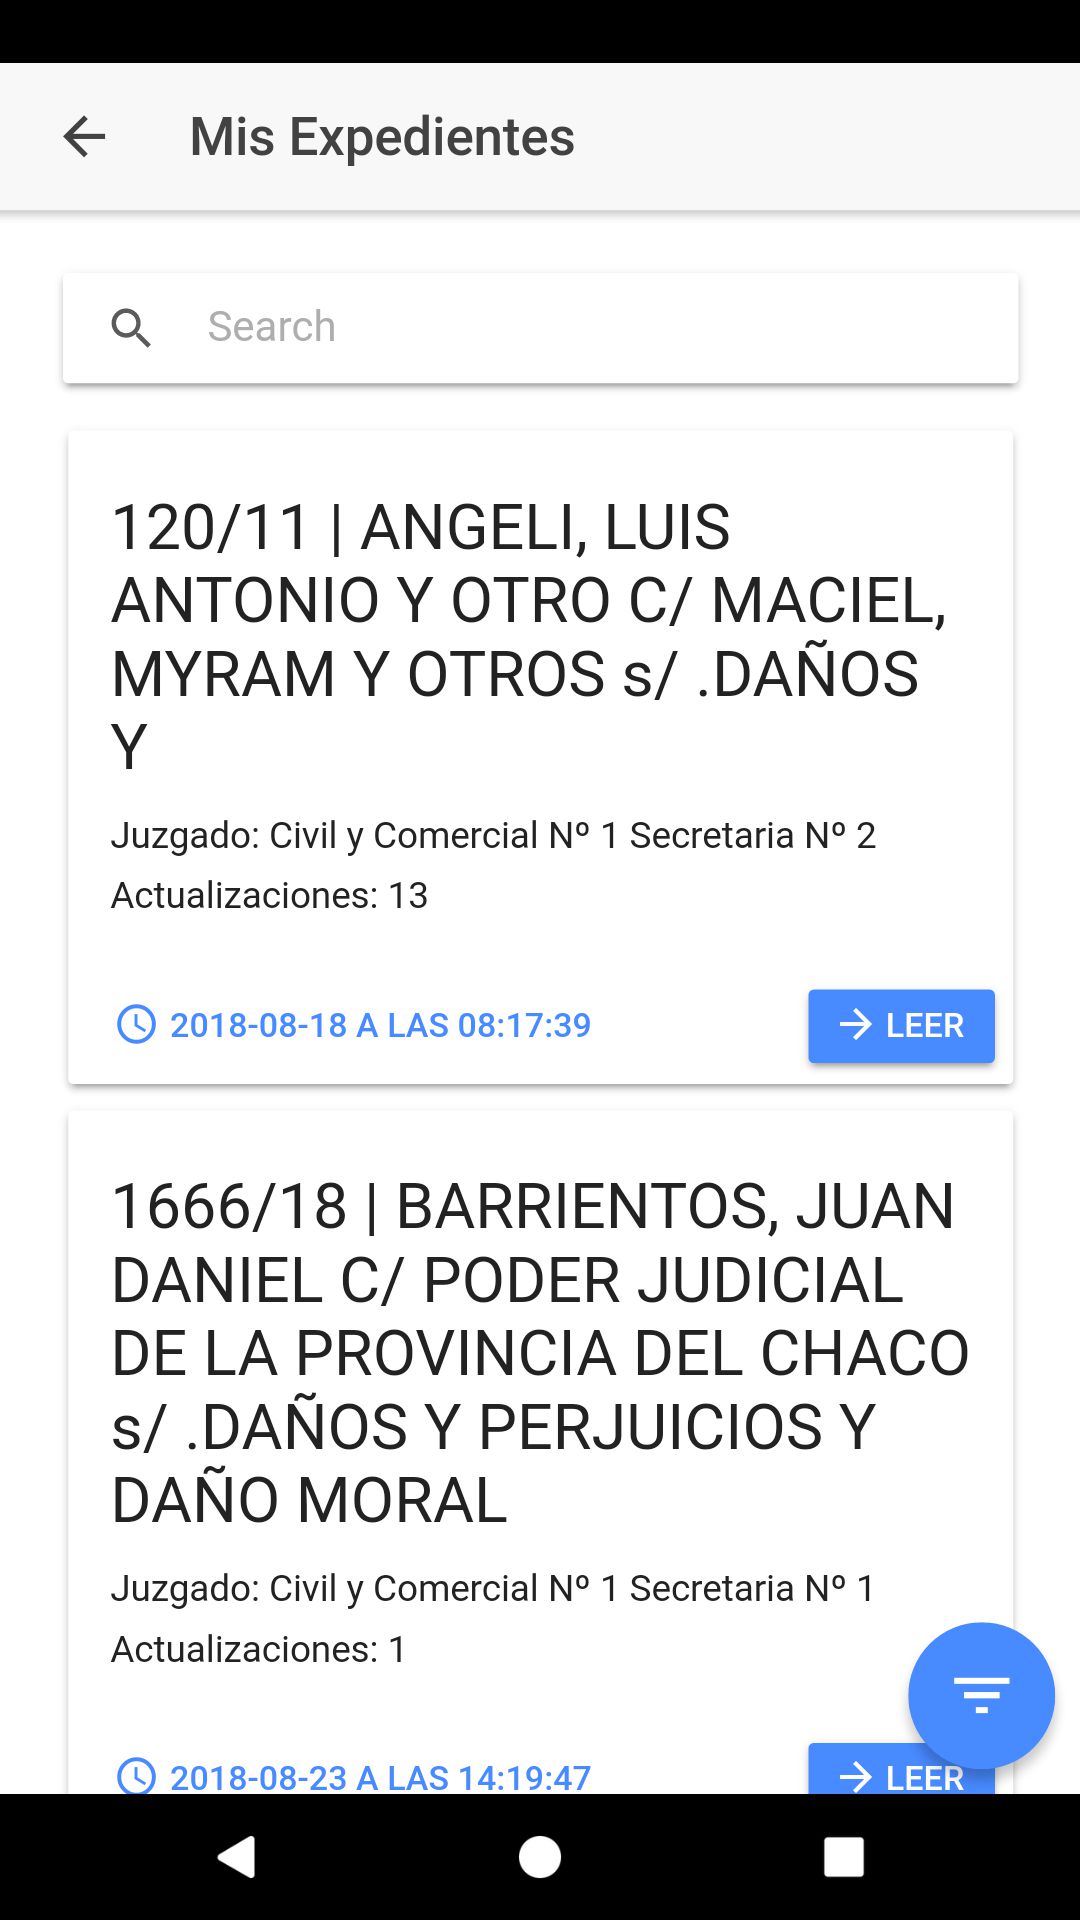 Mis Expedientes
Search
120/11 | ANGELI, LUIS
ANTONIO Y OTRO C/ MACIEL,
MYRAM Y OTROS s/ .DAÑOS
Y
Juzgado: Civil y Comercial Nº 1 Secretaria Nº 2
Actualizaciones: 13
2018-08-18 A LAS 08:17:39
LEER
1666/18 | BARRIENTOS, JUAN
DANIEL C/ PODER JUDICIAL
DE LA PROVINCIA DEL CHACO
s/ .DAÑOS Y PERJUICIOS Y
DAÑO MORAL
Juzgado: Civil y Comercial Nº 1 Secretaria Nº 1
Actualizaciones: 1
2018-08-23 A LAS 14:19:47
LEER